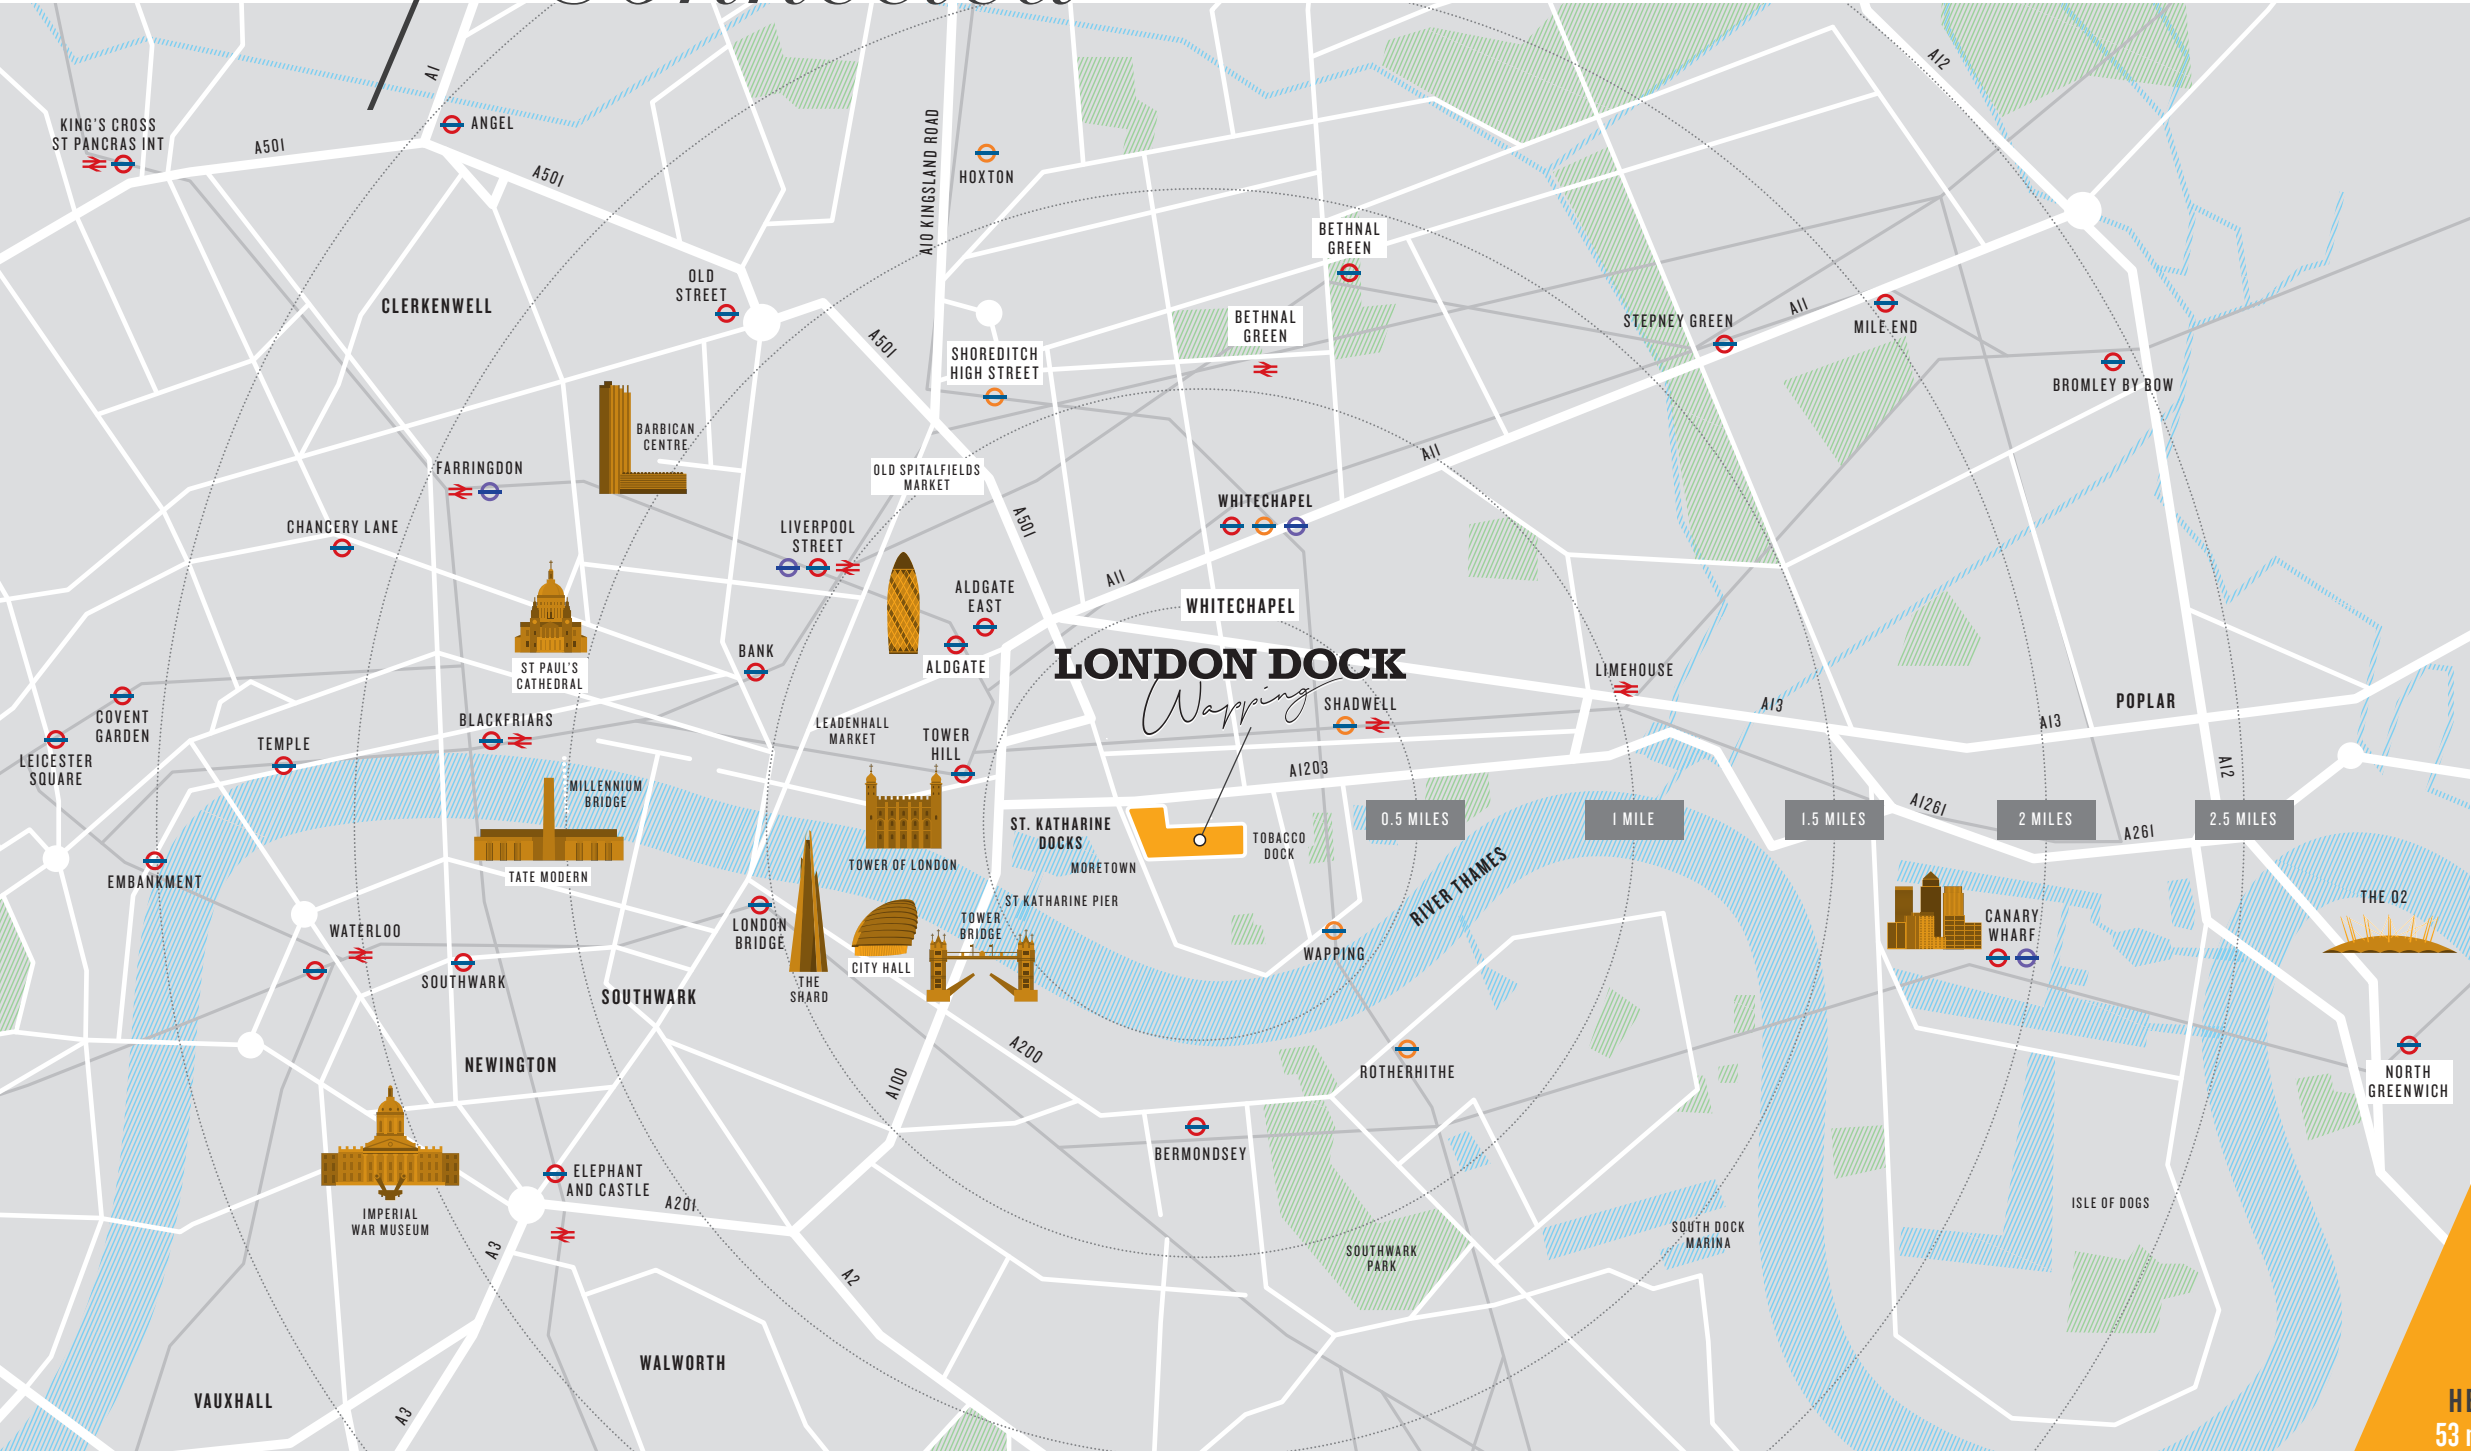 A1
A12
KING'S CROSS
ST PANCRAS INT
ANGEL
A501
A501
A10 KINGSLAND ROAD
HOXTON
BETHNAL
GREEN
OLD
STREET
CLERKENWELL
A501
BETHNAL
GREEN
STEPNEY GREEN
A11
MILE END
SHOREDITCH
HIGH STREET
BROMLEY BY BOW
BARBICAN
CENTRE
A11
FARRINGDON
OLD SPITALFIELDS
MARKET
WHITECHAPEL
CHANCERY LANE
LIVERPOOL
STREET
A501
A11
ALDGATE
EAST
WHITECHAPEL
BANK
ALDGATE
LONDON DOCK
Wapping
ST PAUL'S
CATHEDRAL
LIMEHOUSE
SHADWELL
A13
A13
POPLAR
COVENT
GARDEN
BLACKFRIARS
LEADENHALL
MARKET
TOWER
HILL
TEMPLE
LEICESTER
SQUARE
A1203
A12
MILLENNIUM
BRIDGE
A1261
A261
ST. KATHARINE
DOCKS
0.5 MILES
1 MILE
1.5 MILES
2 MILES
2.5 MILES
TOBACCO
DOCK
TOWER OF LONDON
MORETOWN
TATE MODERN
EMBANKMENT
RIVER THAMES
ST KATHARINE PIER
THE O2
LONDON
BRIDGE
TOWER
BRIDGE
CANARY
WHARF
WATERLOO
WAPPING
CITY HALL
SOUTHWARK
THE
SHARD
SOUTHWARK
A200
NEWINGTON
A100
ROTHERHITHE
NORTH
GREENWICH
BERMONDSEY
ELEPHANT
AND CASTLE
A201
ISLE OF DOGS
IMPERIAL
WAR MUSEUM
SOUTH DOCK
MARINA
A3
SOUTHWARK
PARK
A2
WALWORTH
VAUXHALL
A3
53